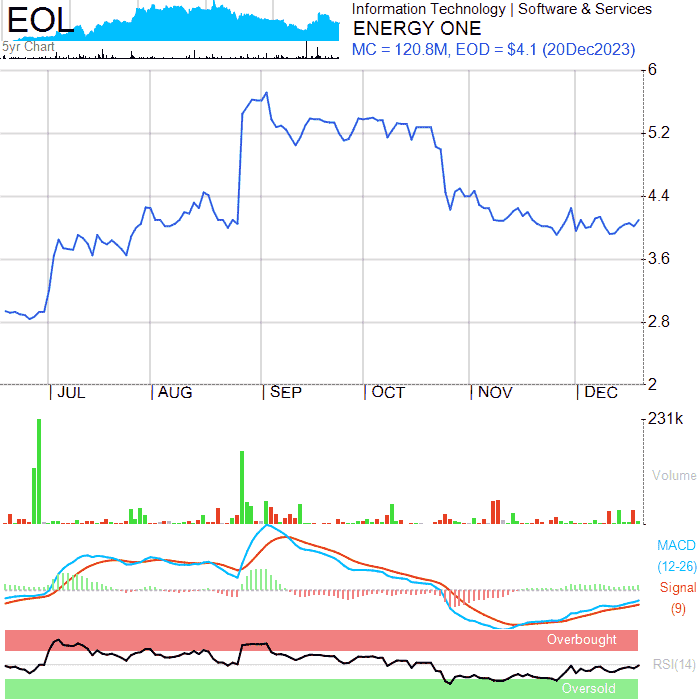 EOL
5yr Chart
Information Technology | Software & Services
ENERGY ONE
MC = 120.8M, EOD = $4.1 (20Dec2023)
6
5.2
4.4
3.6
2.8
2
| JUL | AUG | SEP | OCT | NOV | DEC
231k
Volume
MACD
(12-26)
Signal
(9)
Overbought
RSI(14)
Oversold